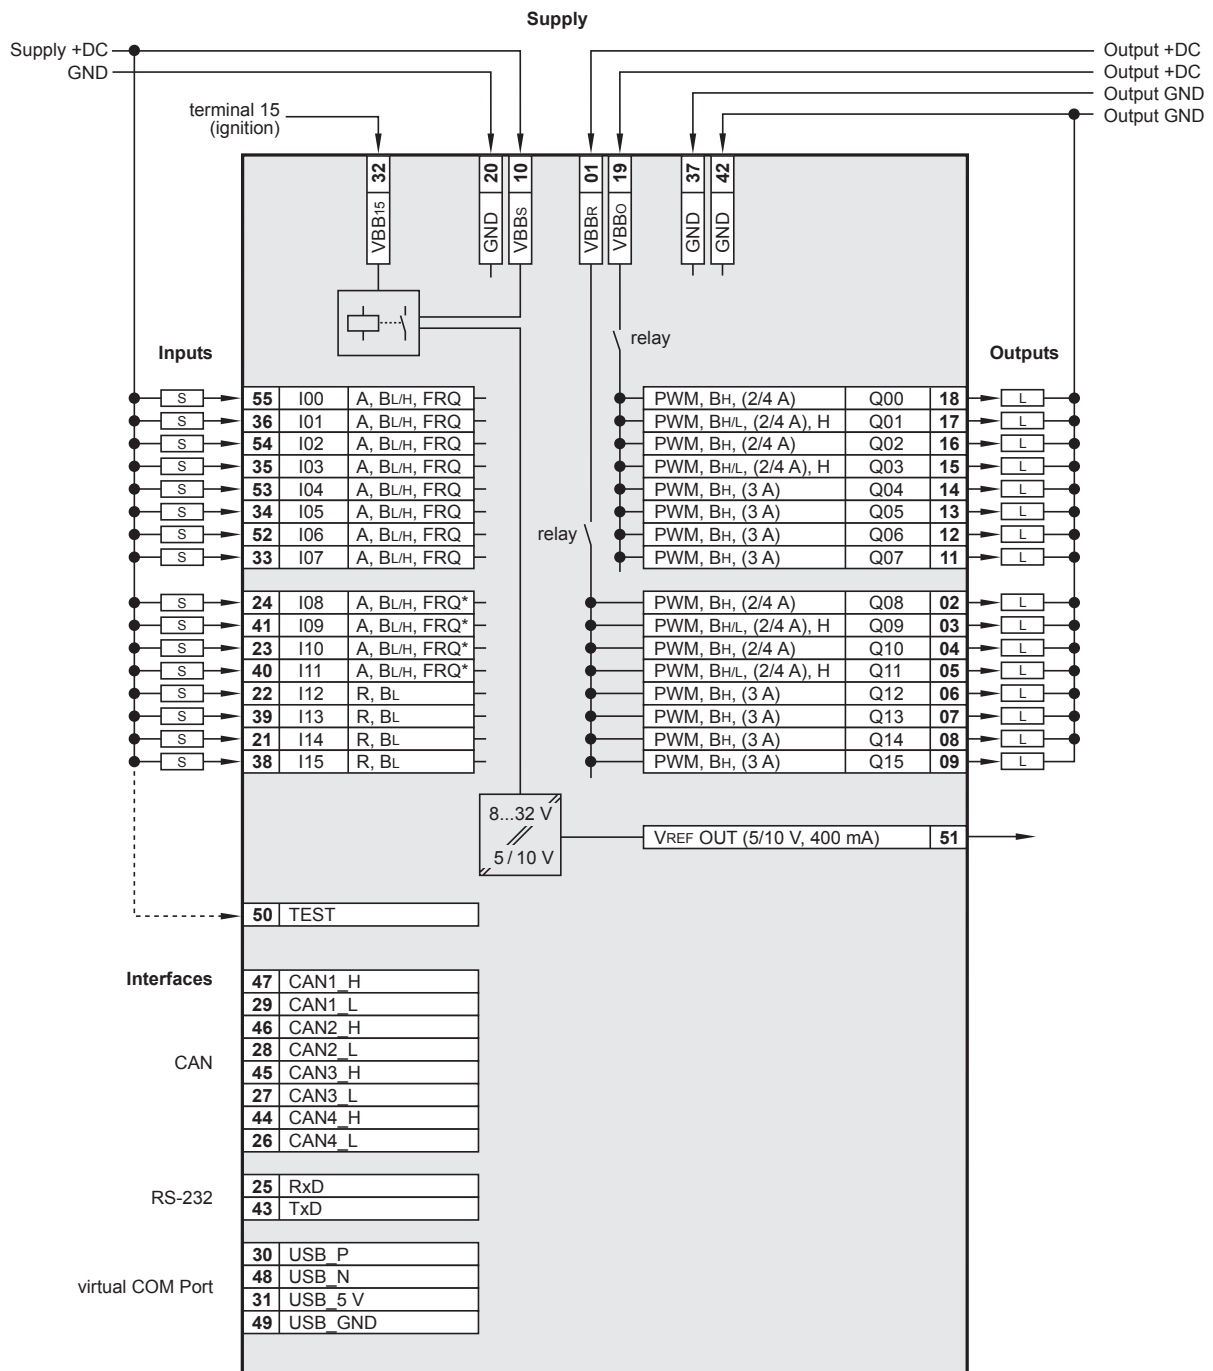 Supply
Supply +DC
GND
Output +DC
Output +DC
Output GND
Output GND
terminal 15
(ignition)
32 VBB15
20 GND
10 VBBS
01 VBBR
19 VBBO
37 GND
42 GND
relay
Inputs
Outputs
S 55 I00 A, BL/H, FRQ PWM, BH, (2/4 A) Q00 18 L
S 36 I01 A, BL/H, FRQ PWM, BH/L, (2/4 A), H Q01 17 L
S 54 I02 A, BL/H, FRQ PWM, BH, (2/4 A) Q02 16 L
S 35 I03 A, BL/H, FRQ PWM, BH/L, (2/4 A), H Q03 15 L
S 53 I04 A, BL/H, FRQ PWM, BH, (3 A) Q04 14 L
S 34 I05 A, BL/H, FRQ PWM, BH, (3 A) Q05 13 L
S 52 I06 A, BL/H, FRQ relay PWM, BH, (3 A) Q06 12 L
S 33 I07 A, BL/H, FRQ PWM, BH, (3 A) Q07 11 L
S 24 I08 A, BL/H, FRQ* PWM, BH, (2/4 A) Q08 02 L
S 41 I09 A, BL/H, FRQ* PWM, BH/L, (2/4 A), H Q09 03 L
S 23 I10 A, BL/H, FRQ* PWM, BH, (2/4 A) Q10 04 L
S 40 I11 A, BL/H, FRQ* PWM, BH/L, (2/4 A), H Q11 05 L
S 22 I12 R, BL PWM, BH, (3 A) Q12 06 L
S 39 I13 R, BL PWM, BH, (3 A) Q13 07 L
S 21 I14 R, BL PWM, BH, (3 A) Q14 08 L
S 38 I15 R, BL PWM, BH, (3 A) Q15 09 L
8...32 V
//
5 / 10 V
VREF OUT (5/10 V, 400 mA) 51
50 TEST
Interfaces
CAN
47 CAN1_H
29 CAN1_L
46 CAN2_H
28 CAN2_L
45 CAN3_H
27 CAN3_L
44 CAN4_H
26 CAN4_L
RS-232
25 RxD
43 TxD
virtual COM Port
30 USB_P
48 USB_N
31 USB_5 V
49 USB_GND